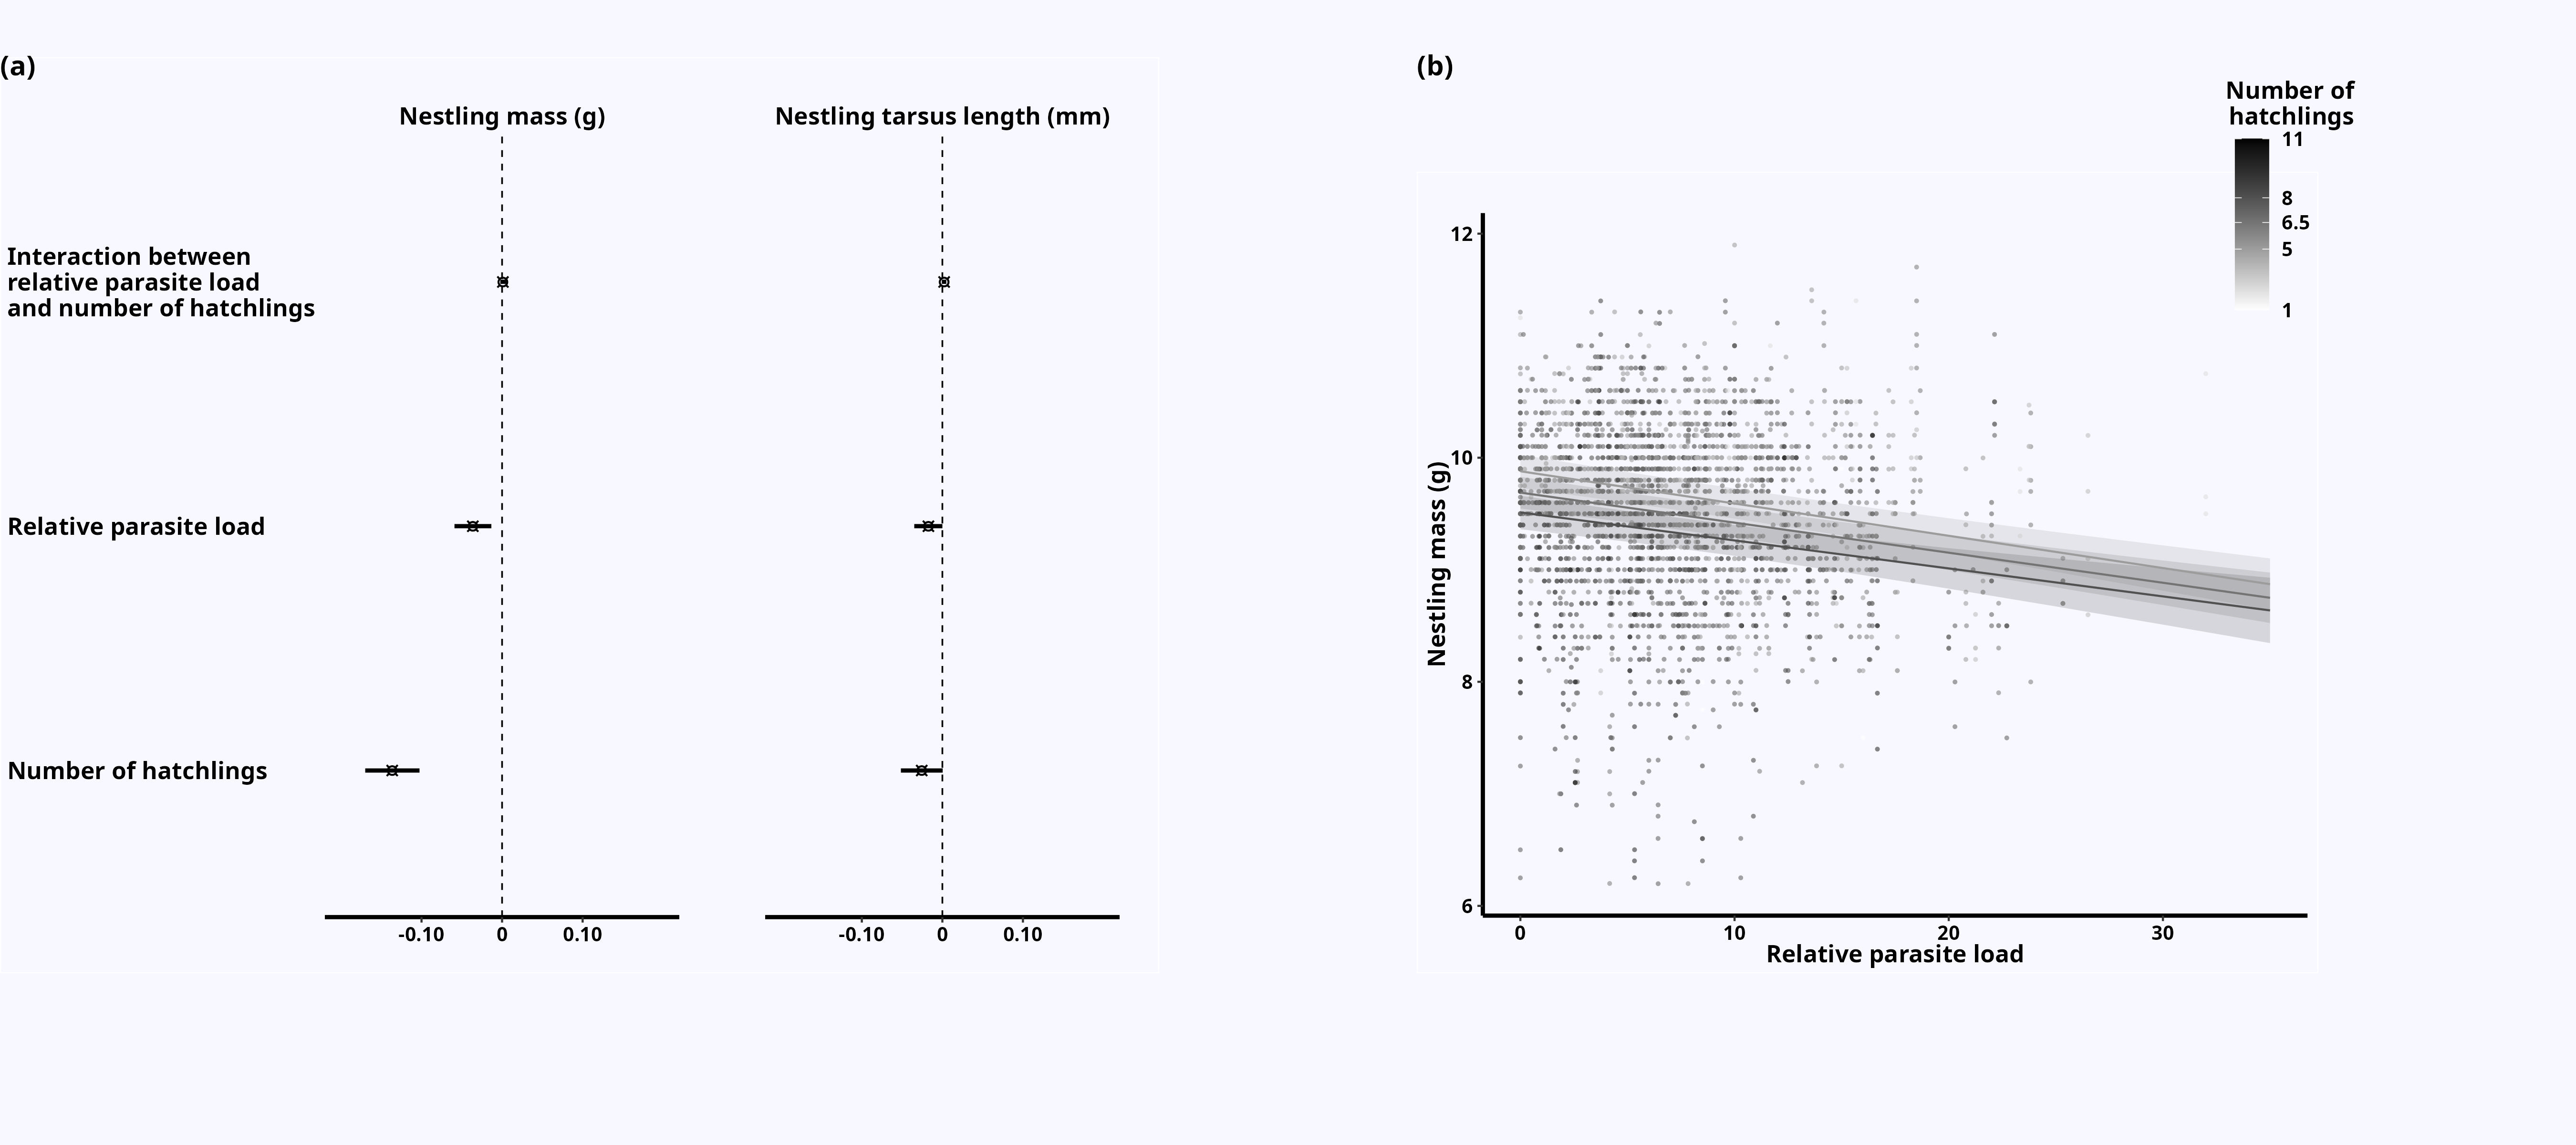 (a)
Nestling mass (g)
Nestling tarsus length (mm)
Interaction between
relative parasite load
and number of hatchlings
Relative parasite load
Number of hatchlings
-0.10 0 0.10
-0.10 0 0.10
(b)
Number of
hatchlings
11
8
6.5
5
1
Nestling mass (g)
12
10
8
6
0 10 20 30
Relative parasite load